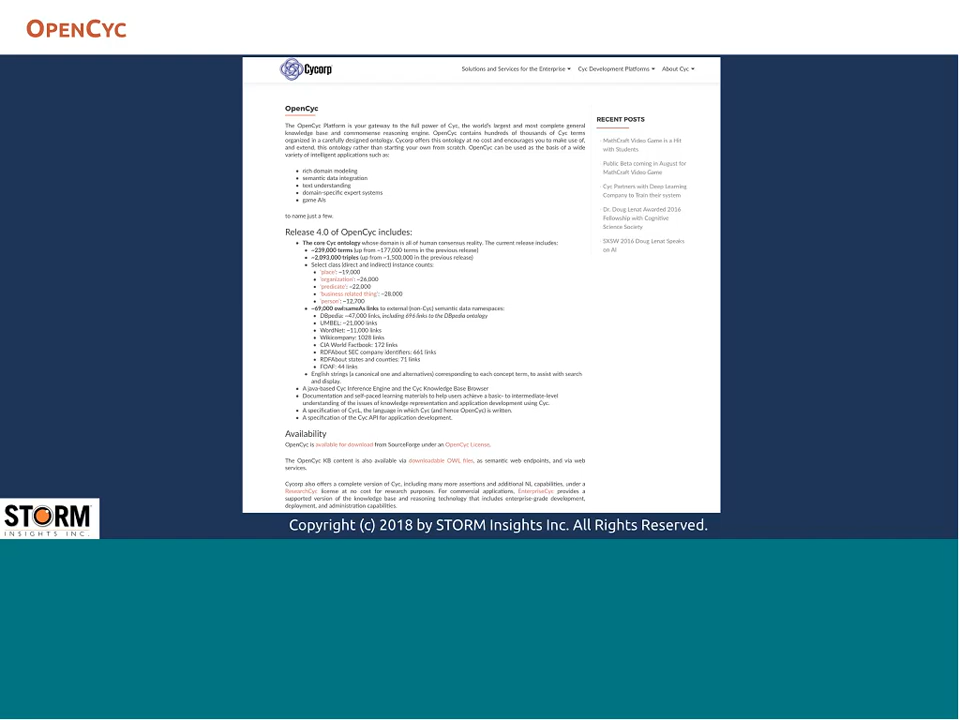 OPENCYC
Cycorp
Solutions and Services for the Enterprise
Cyc Development Platforms
About Cyc
OpenCyc
The OpenCyc Platform is your gateway to the full power of Cyc, the world's largest and most complete general
knowledge base and commonsense reasoning engine. OpenCyc contains hundreds of thousands of Cyc terms
organized in a carefully designed ontology. Cycorp offers this ontology at no cost and encourages you to make use of,
and extend, this ontology rather than starting your own from scratch. OpenCyc can be used as the basis of a wide
variety of intelligent applications such as:
• rich domain modeling
• semantic data integration
• text understanding
• domain-specific expert systems
• game AIs
to name just a few.
Release 4.0 of OpenCyc includes:
• The core Cyc ontology whose domain is all of human consensus reality. The current release includes:
• ~239,000 terms (up from ~177,000 terms in the previous release)
• ~2,093,000 triples (up from ~1,500,000 in the previous release)
• Select class (direct and indirect) instance counts:
• 'place': ~19,000
• 'organization': ~26,000
• 'predicate': ~22,000
• 'business related thing': ~28,000
• 'person': ~12,700
• ~69,000 owl:sameAs links to external (non-Cyc) semantic data namespaces:
• DBpedia: ~47,000 links, including 696 links to the DBpedia ontology
• UMBEL: ~21,000 links
• WordNet: ~11,000 links
• Wikicompany: 1028 links
• CIA World Factbook: 172 links
• RDFAbout SEC company identifiers: 661 links
• RDFAbout states and counties: 71 links
• FOAF: 44 links
• English strings (a canonical one and alternatives) corresponding to each concept term, to assist with search
and display.
• A java-based Cyc Inference Engine and the Cyc Knowledge Base Browser
• Documentation and self-paced learning materials to help users achieve a basic- to intermediate-level
understanding of the issues of knowledge representation and application development using Cyc.
• A specification of CycL, the language in which Cyc (and hence OpenCyc) is written.
• A specification of the Cyc API for application development.
Availability
OpenCyc is available for download from SourceForge under an OpenCyc License.
The OpenCyc KB content is also available via downloadable OWL files, as semantic web endpoints, and via web
services.
Cycorp also offers a complete version of Cyc, including many more assertions and additional NL capabilities, under a
ResearchCyc license at no cost for research purposes. For commercial applications, EnterpriseCyc provides a
supported version of the knowledge base and reasoning technology that includes enterprise-grade development,
deployment, and administration capabilities.
RECENT POSTS
MathCraft Video Game is a Hit
with Students
Public Beta coming in August for
MathCraft Video Game
Cyc Partners with Deep Learning
Company to Train their system
Dr. Doug Lenat Awarded 2016
Fellowship with Cognitive
Science Society
SXSW 2016 Doug Lenat Speaks
on AI
STORM
INSIGHTS INC.
Copyright (c) 2018 by STORM Insights Inc. All Rights Reserved.